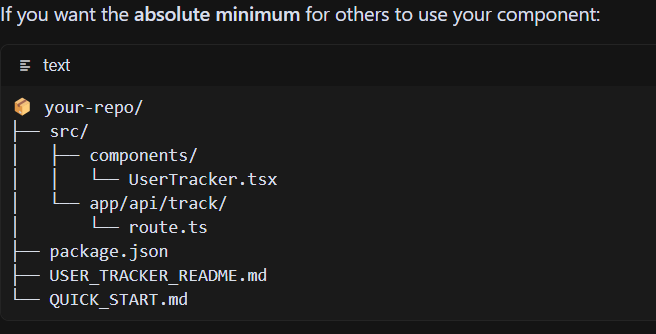 If you want the absolute minimum for others to use your component:
text
📦 your-repo/
├── src/
│   ├── components/
│   │   └── UserTracker.tsx
│   └── app/api/track/
│       └── route.ts
├── package.json
├── USER_TRACKER_README.md
└── QUICK_START.md